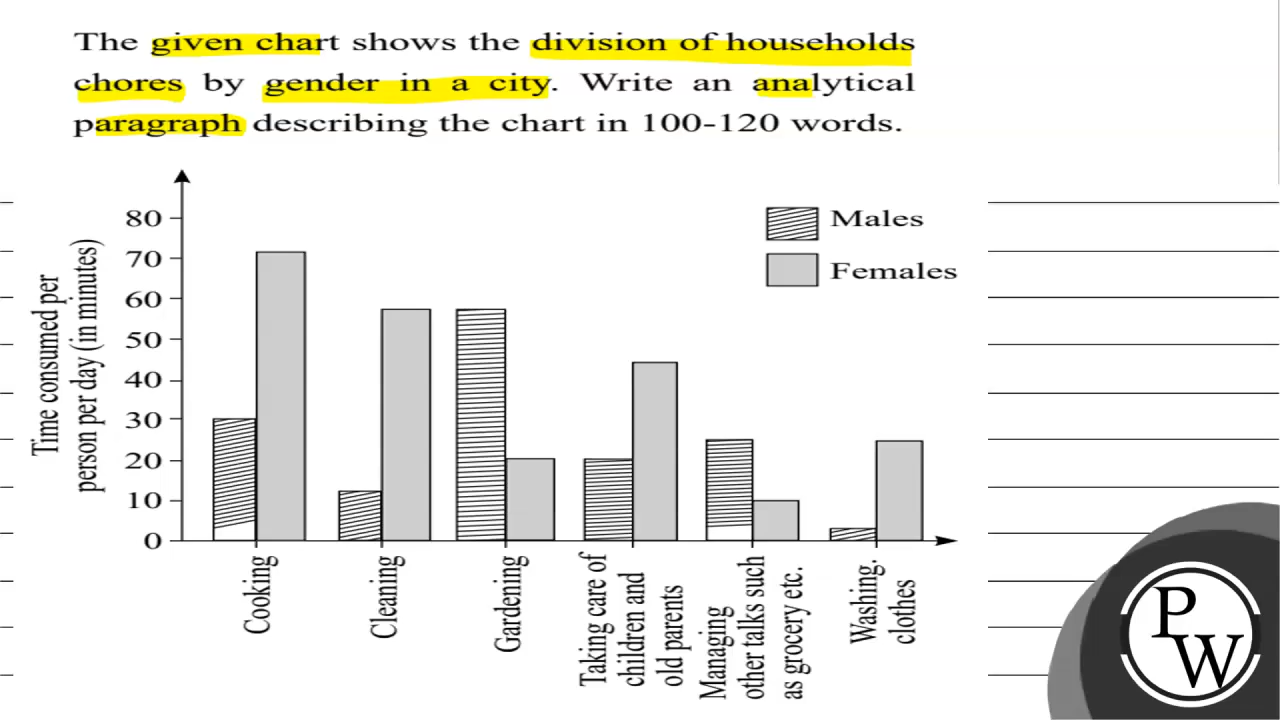 The given chart shows the division of households
chores by gender in a city. Write an analytical
paragraph describing the chart in 100-120 words.
Males
Females
Time consumed per
person per day (in minutes)
80
70
60
50
40
30
20
10
0
Cooking
Cleaning
Gardening
Taking care of
children and
old parents
Managing
other talks such
as grocery etc.
Washing.
clothes
P
W